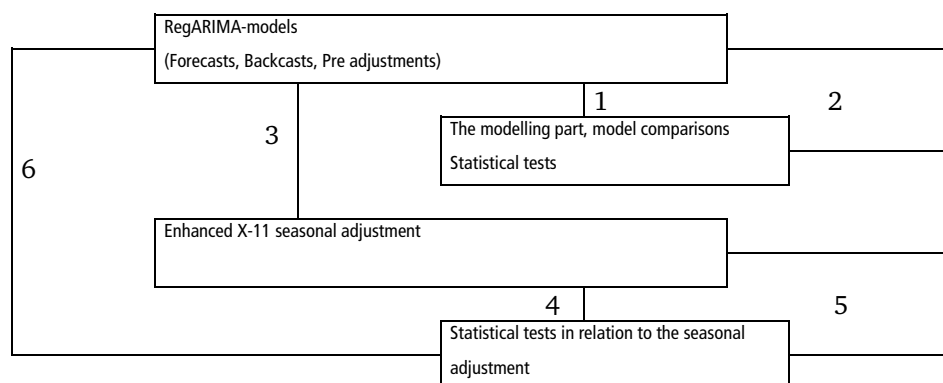 RegARIMA-models
(Forecasts, Backcasts, Pre adjustments)
1
2
The modelling part, model comparisons
Statistical tests
3
6
Enhanced X-11 seasonal adjustment
4
5
Statistical tests in relation to the seasonal
adjustment